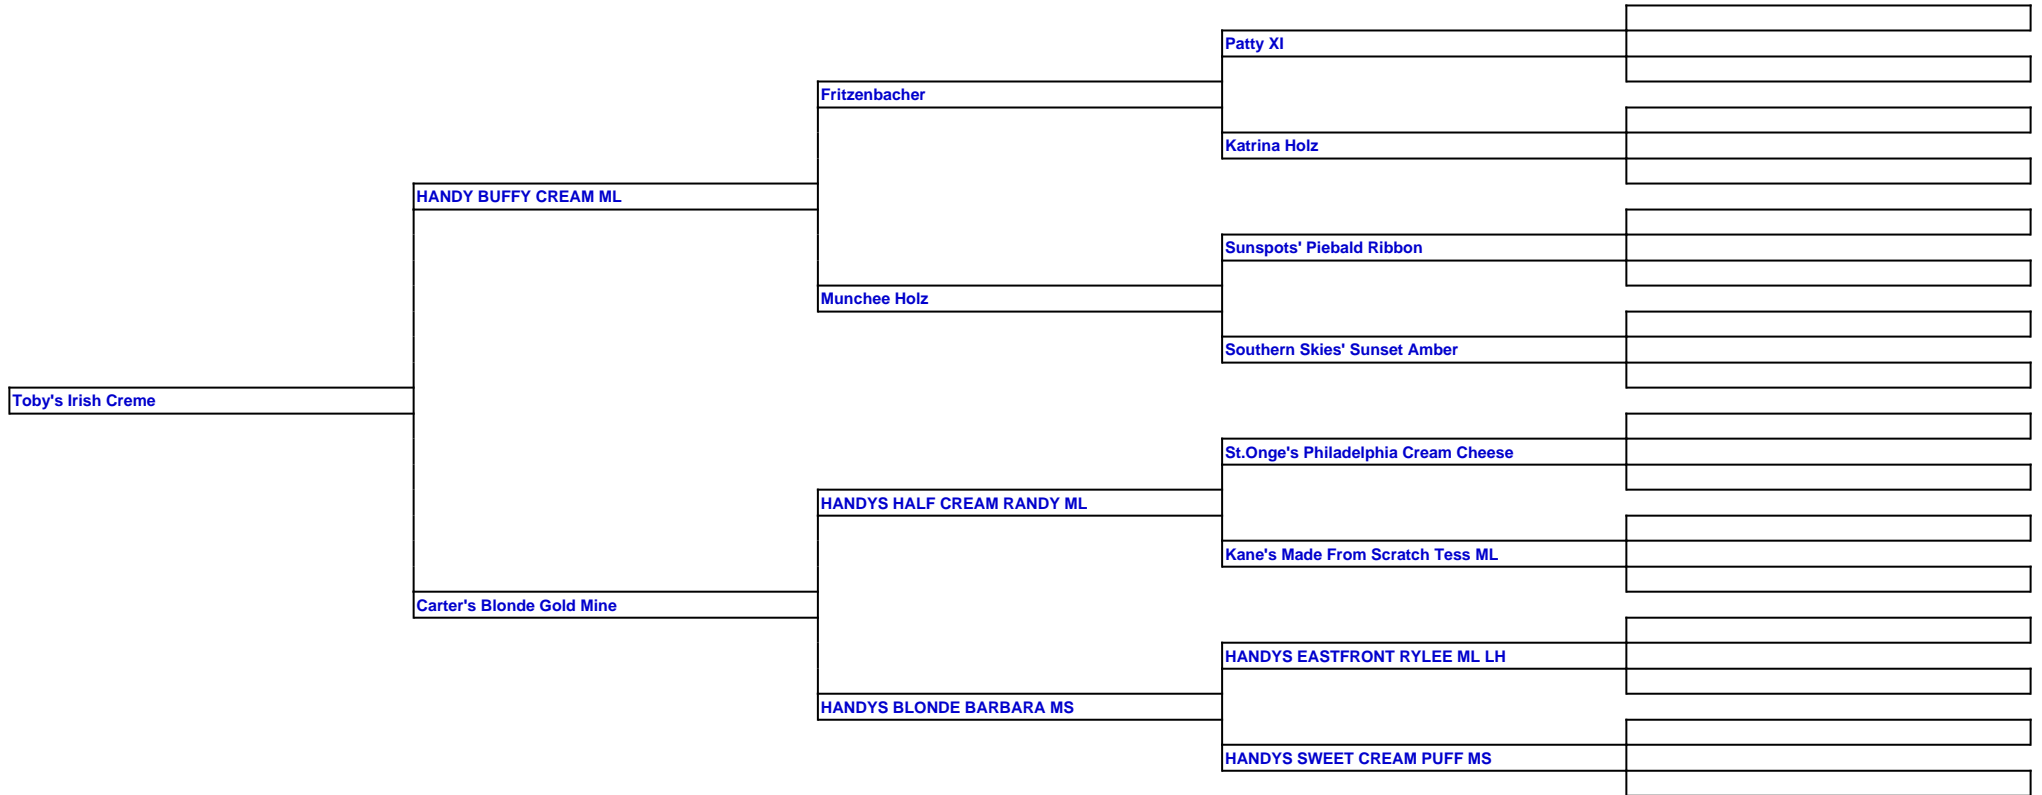 Patty XI
Fritzenbacher
Katrina Holz
HANDY BUFFY CREAM ML
Sunspots' Piebald Ribbon
Munchee Holz
Southern Skies' Sunset Amber
Toby's Irish Creme
St.Onge's Philadelphia Cream Cheese
HANDYS HALF CREAM RANDY ML
Kane's Made From Scratch Tess ML
Carter's Blonde Gold Mine
HANDYS EASTFRONT RYLEE ML LH
HANDYS BLONDE BARBARA MS
HANDYS SWEET CREAM PUFF MS